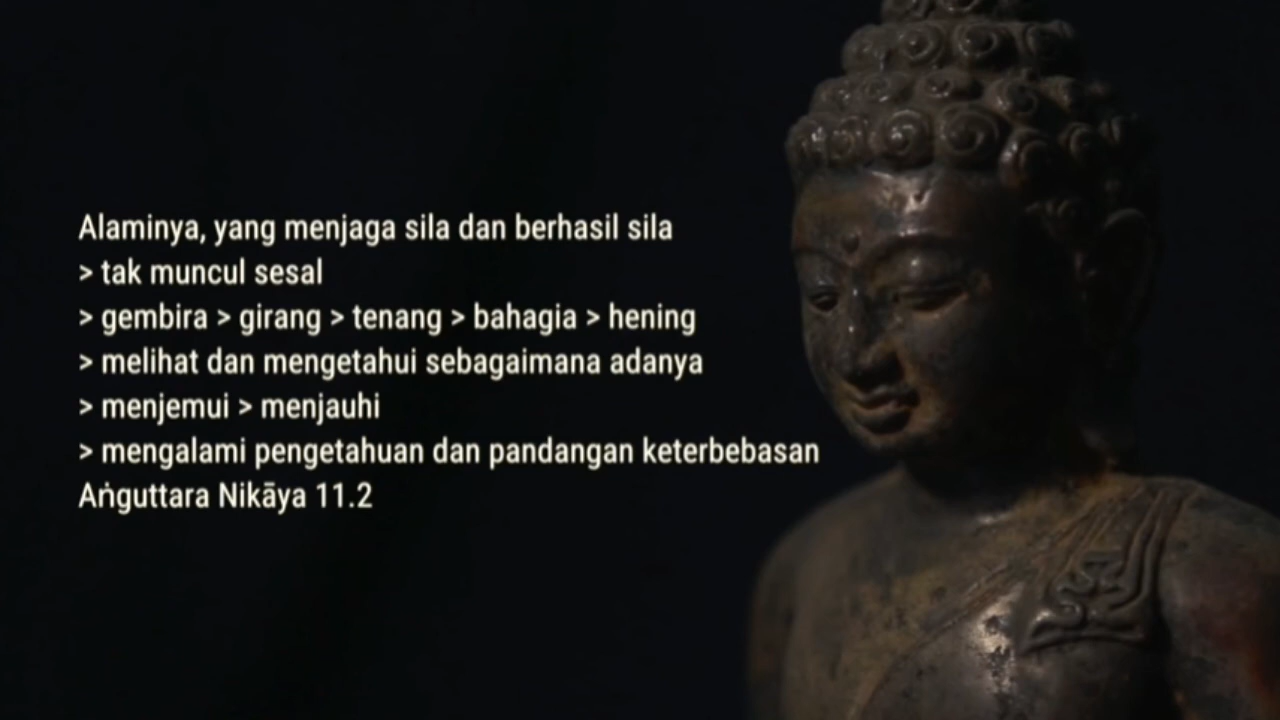 Alaminya, yang menjaga sila dan berhasil sila
> tak muncul sesal
> gembira > girang > tenang > bahagia > hening
> melihat dan mengetahui sebagaimana adanya
> menjemui > menjauhi
> mengalami pengetahuan dan pandangan keterbebasan
Aṅguttara Nikāya 11.2